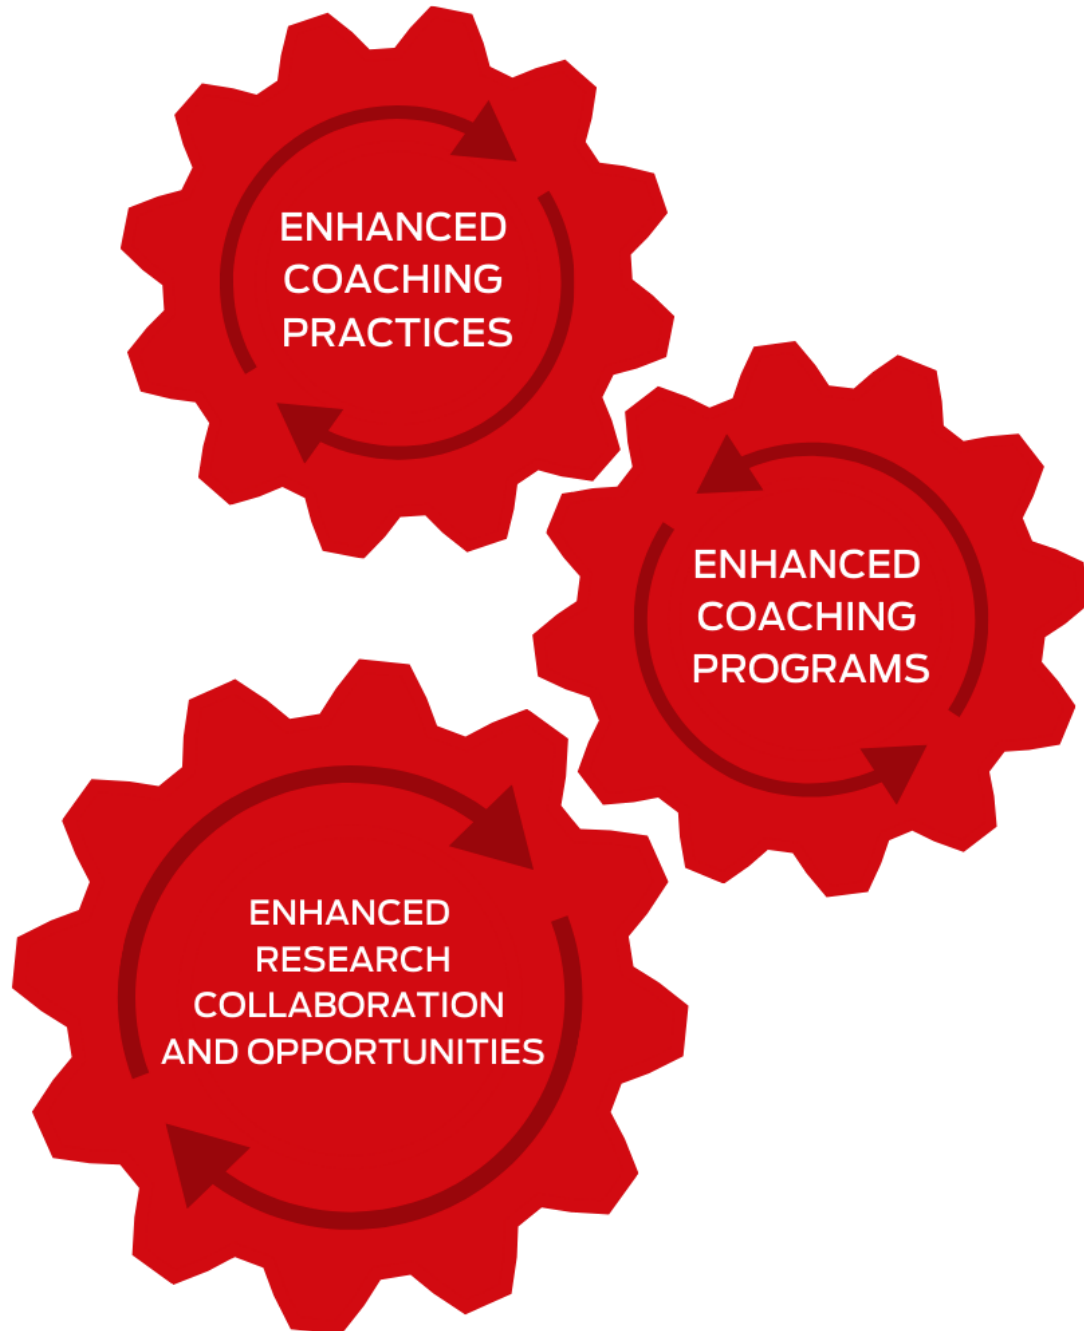 ENHANCED
COACHING
PRACTICES
ENHANCED
COACHING
PROGRAMS
ENHANCED
RESEARCH
COLLABORATION
AND OPPORTUNITIES